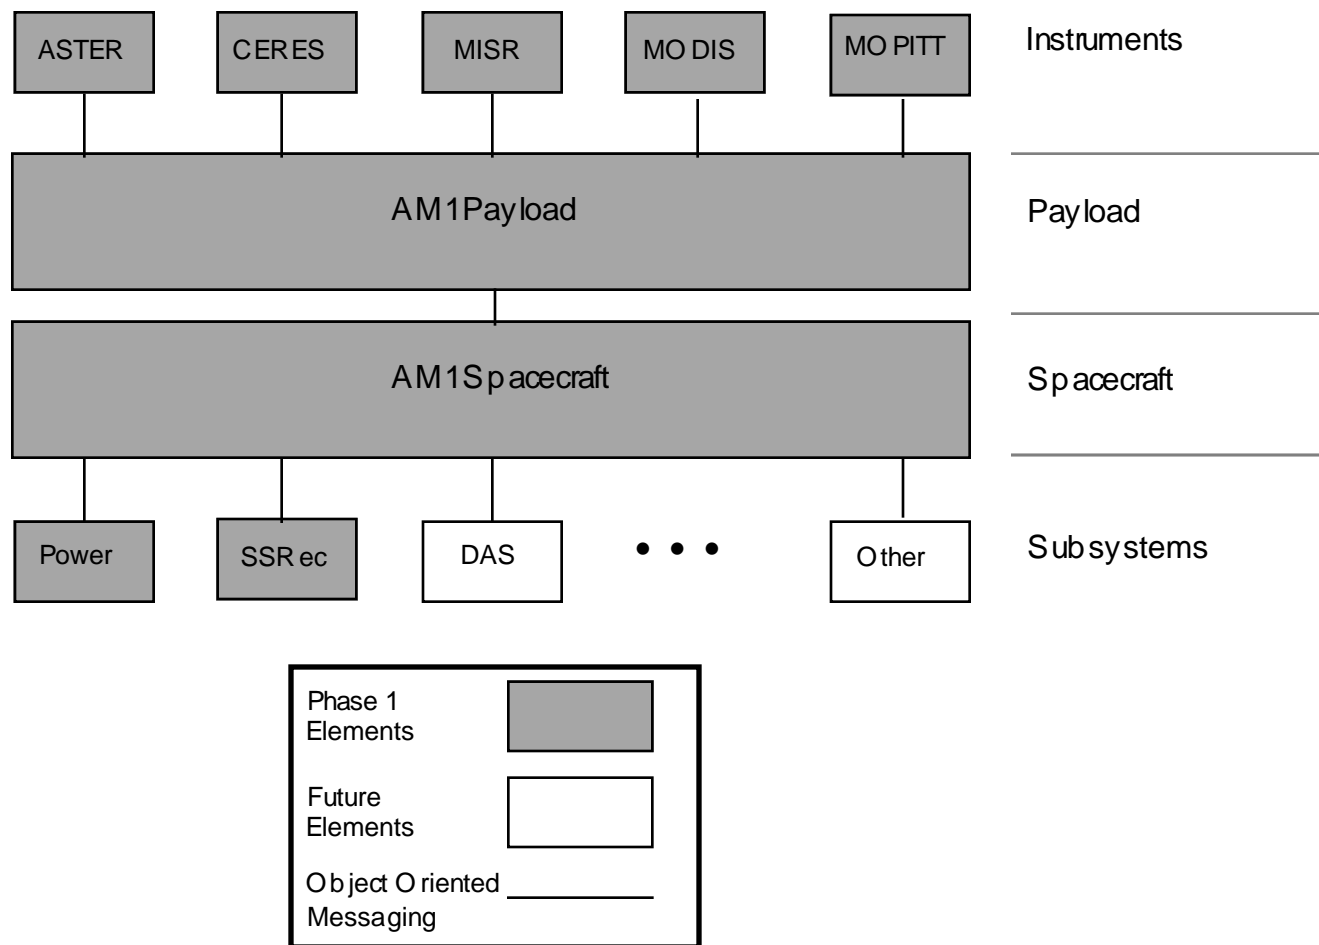 ASTER
CERES
MISR
MODIS
MOPITT
Instruments
AM1Payload
Payload
AM1Spacecraft
Spacecraft
Power
SSRec
DAS
• • •
Other
Subsystems
Phase 1
Elements
Future
Elements
Object Oriented
Messaging